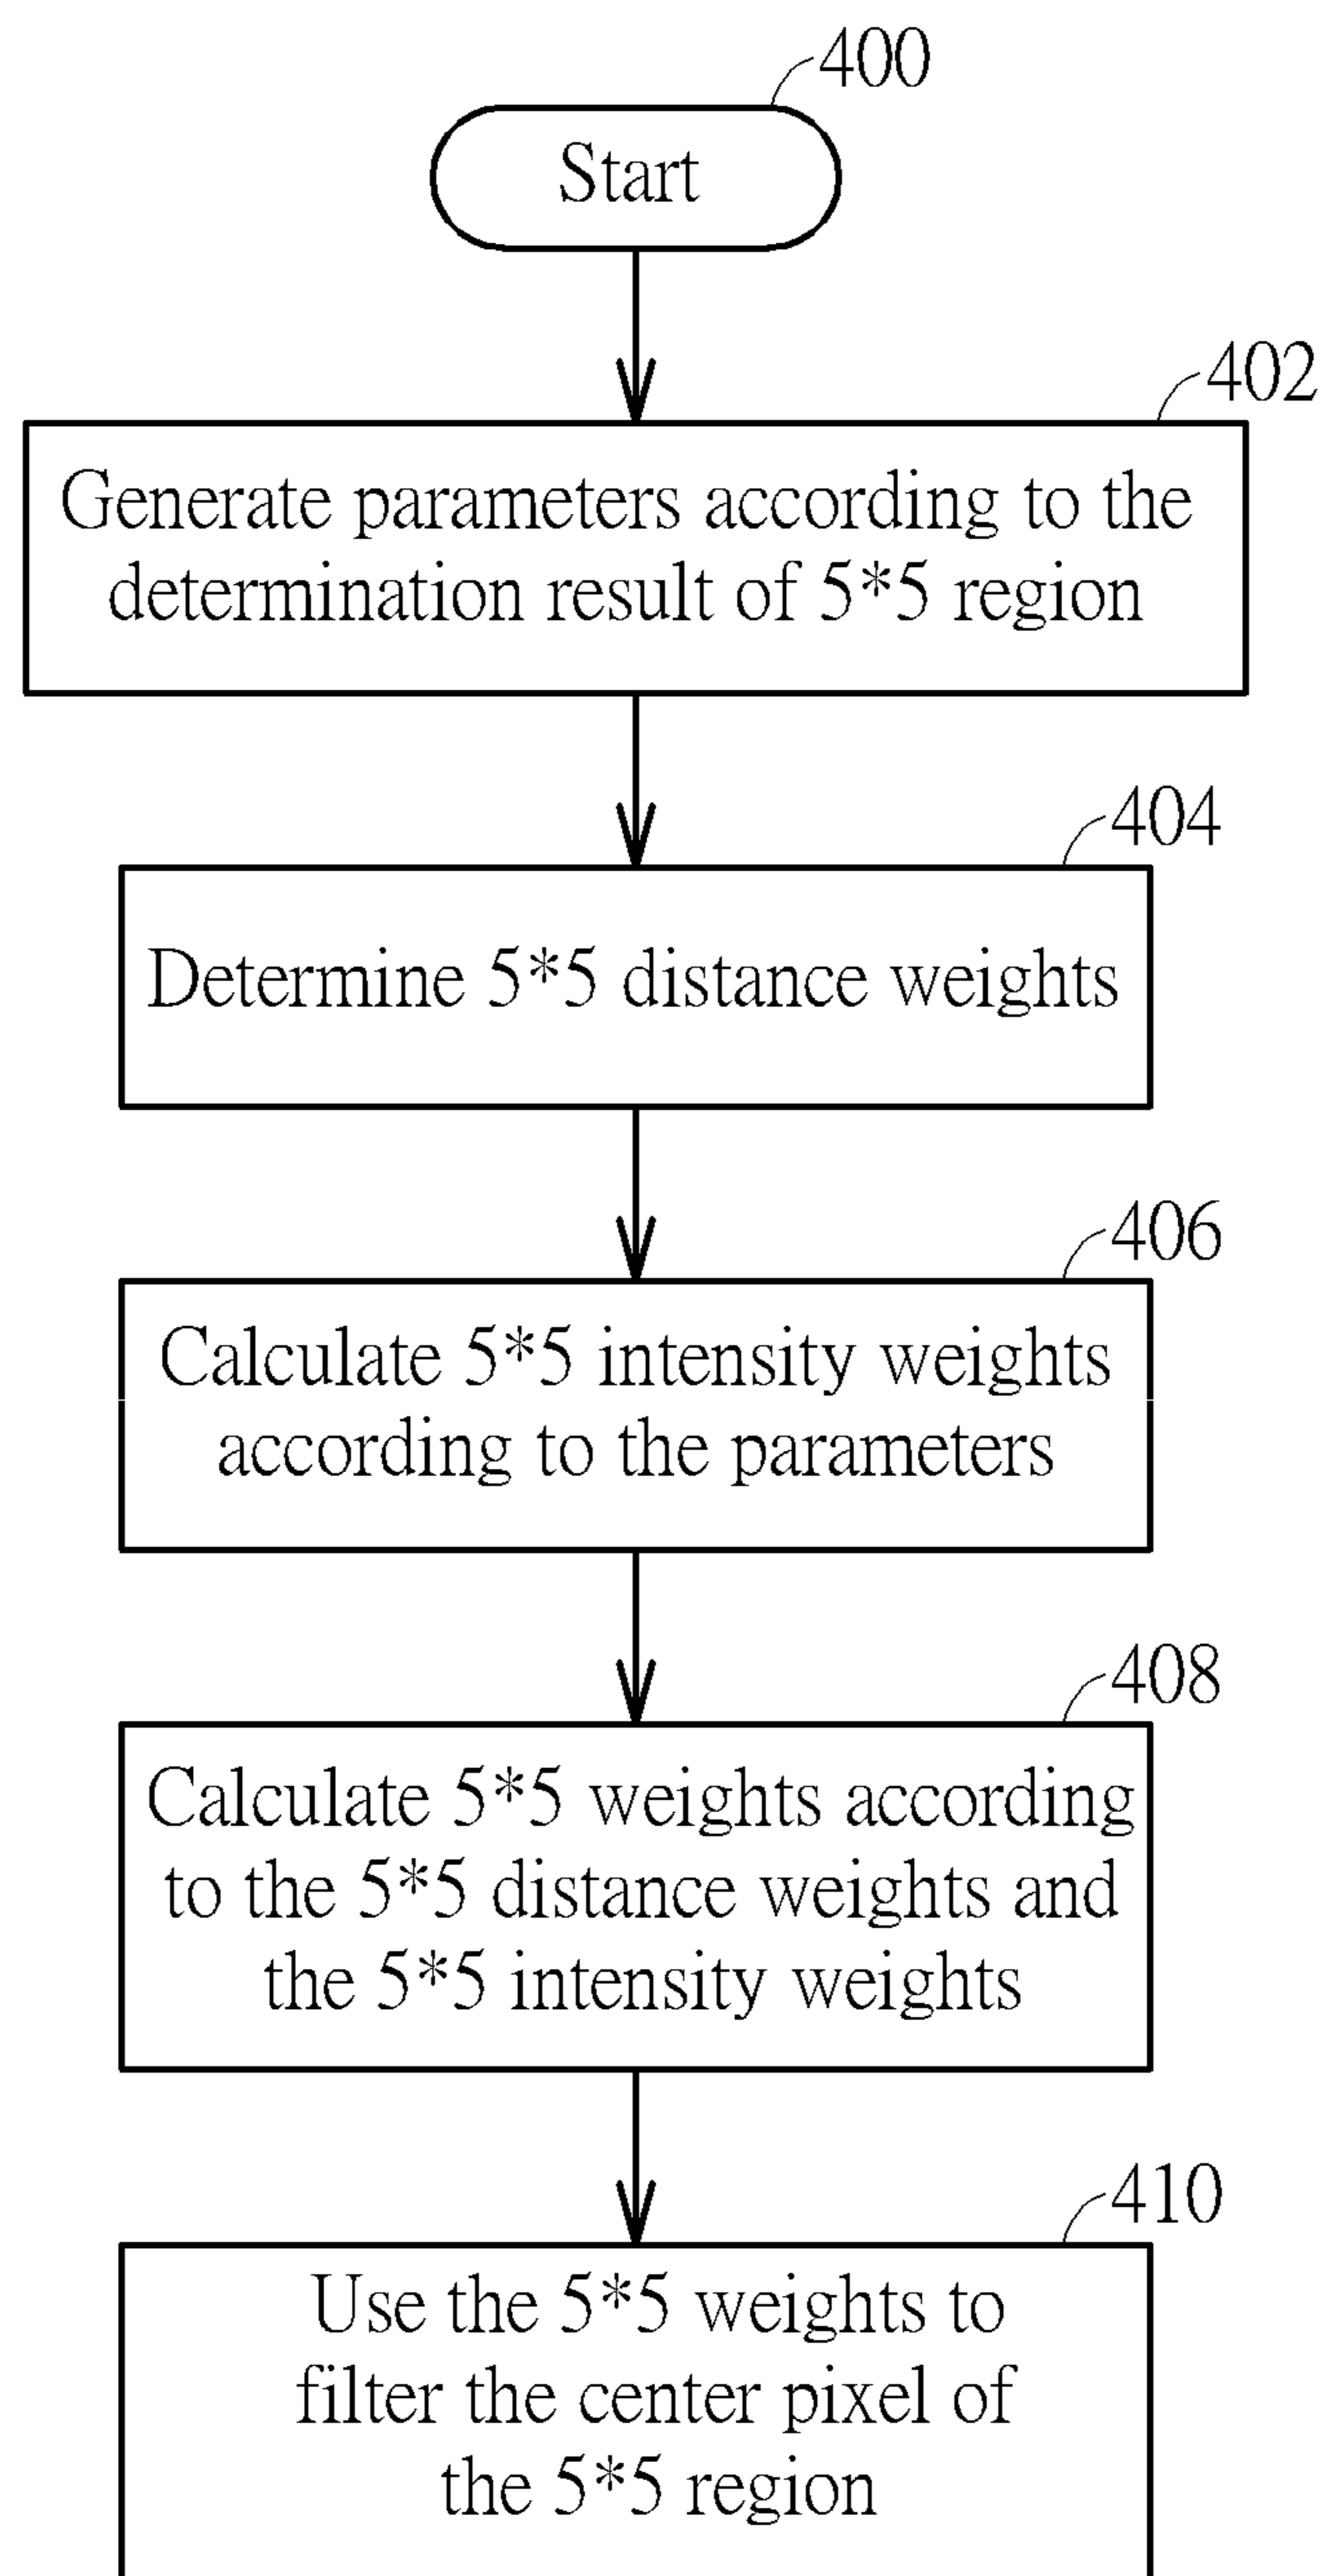 400
Start
402
Generate parameters according to the
determination result of 5*5 region
404
Determine 5*5 distance weights
406
Calculate 5*5 intensity weights
according to the parameters
408
Calculate 5*5 weights according
to the 5*5 distance weights and
the 5*5 intensity weights
410
Use the 5*5 weights to
filter the center pixel of
the 5*5 region